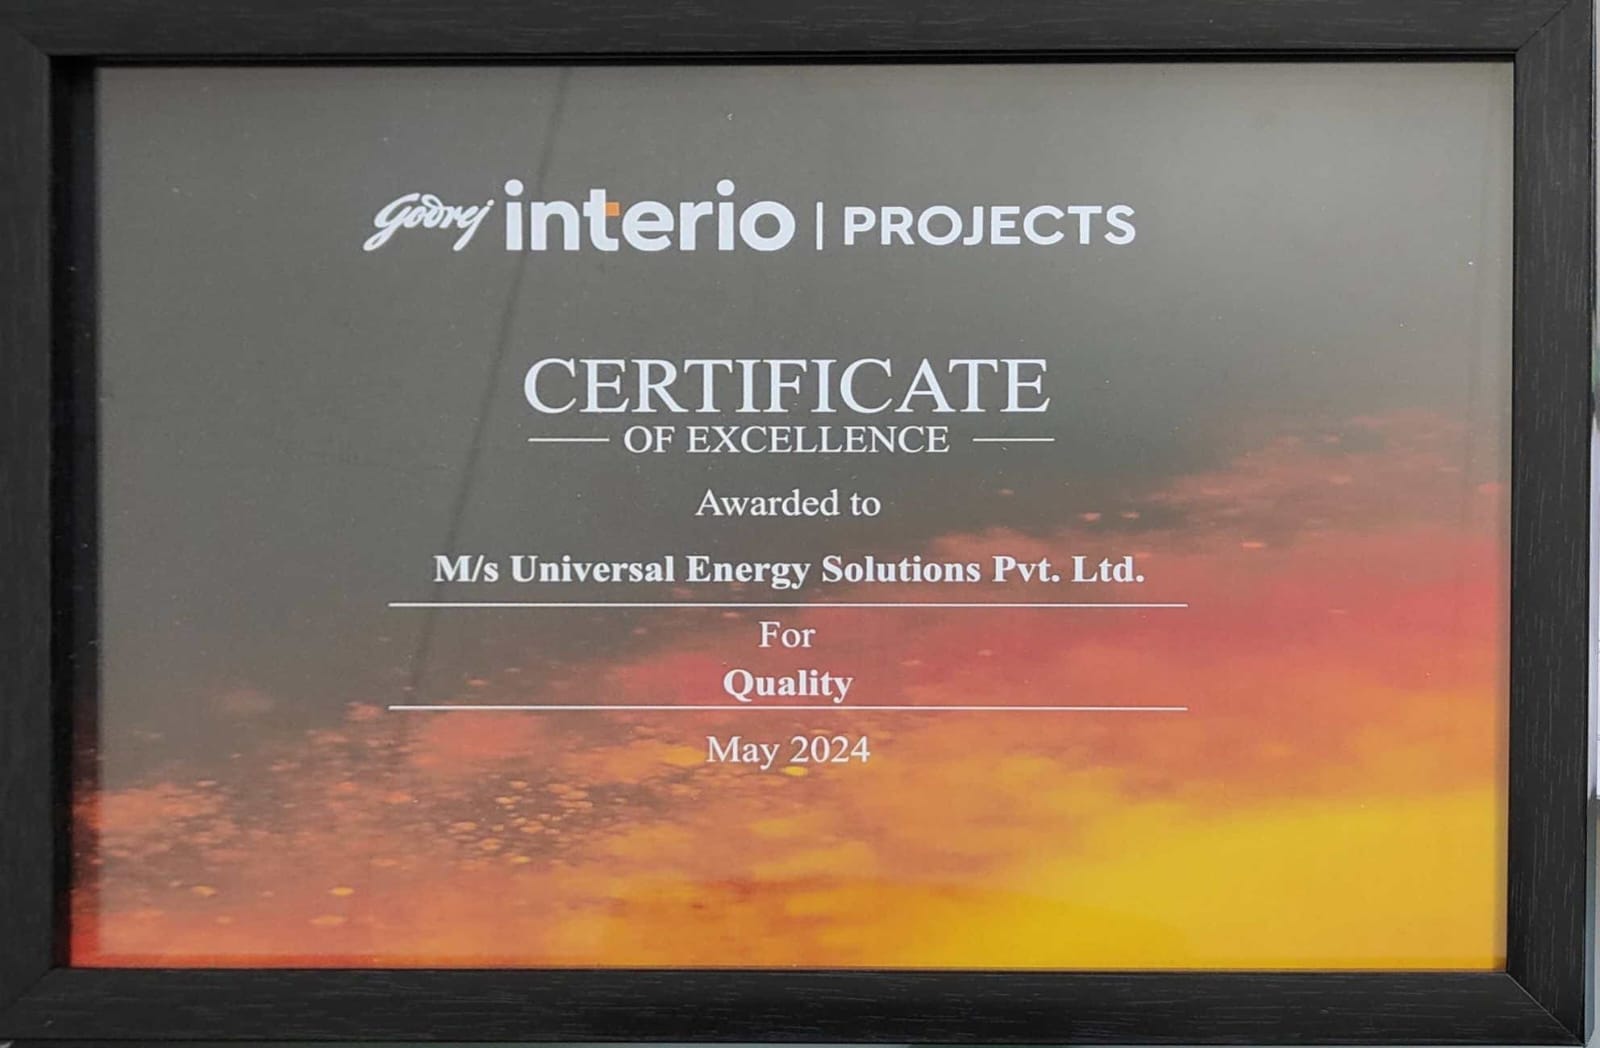 Godrej interio | PROJECTS
CERTIFICATE
OF EXCELLENCE
Awarded to
M/s Universal Energy Solutions Pvt. Ltd.
For
Quality
May 2024